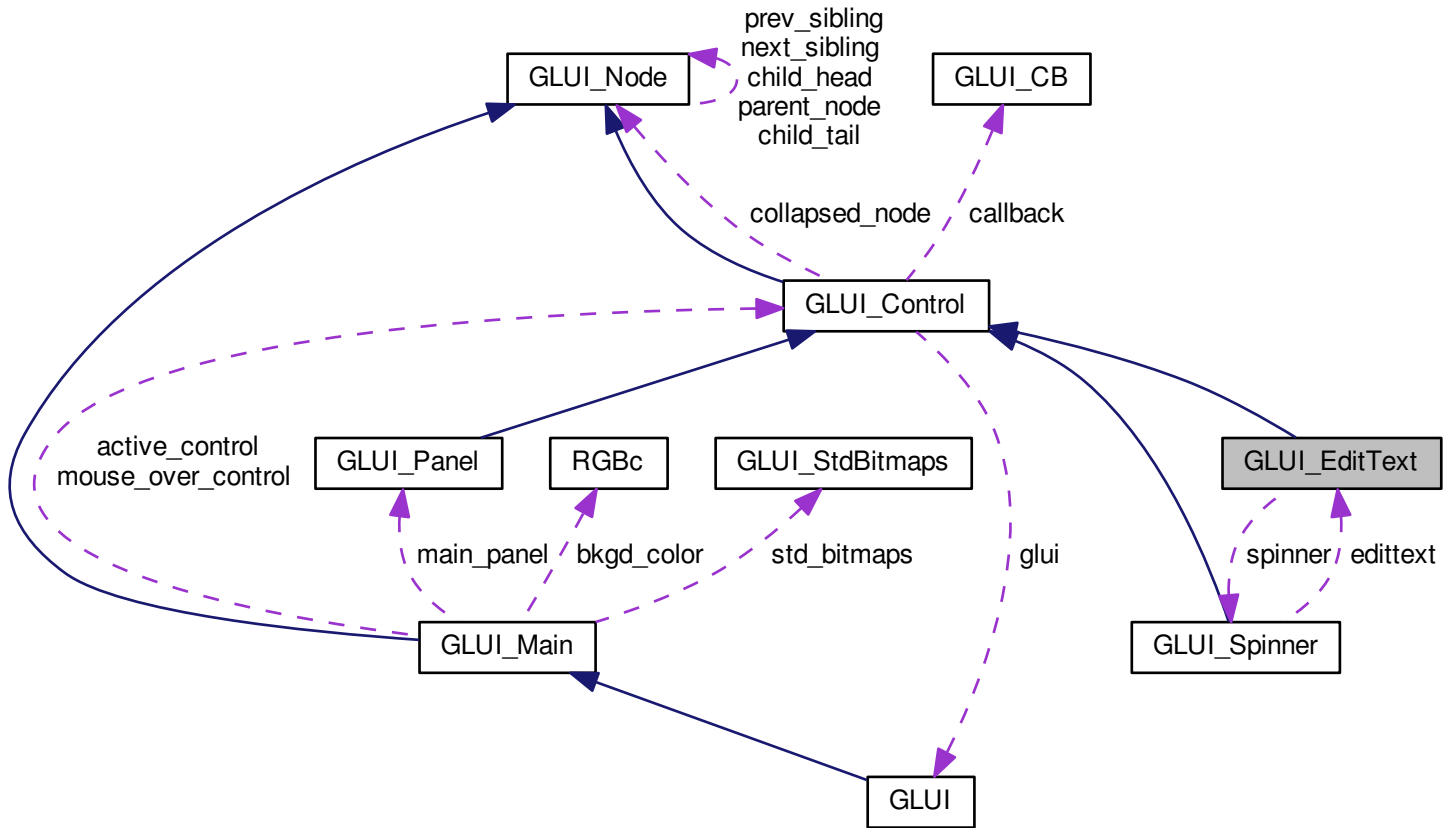 prev_sibling
next_sibling
child_head
parent_node
child_tail
GLUI_Node
GLUI_CB
collapsed_node
callback
GLUI_Control
active_control
mouse_over_control
GLUI_Panel
RGBc
GLUI_StdBitmaps
GLUI_EditText
main_panel
bkgd_color
std_bitmaps
glui
spinner
edittext
GLUI_Main
GLUI_Spinner
GLUI